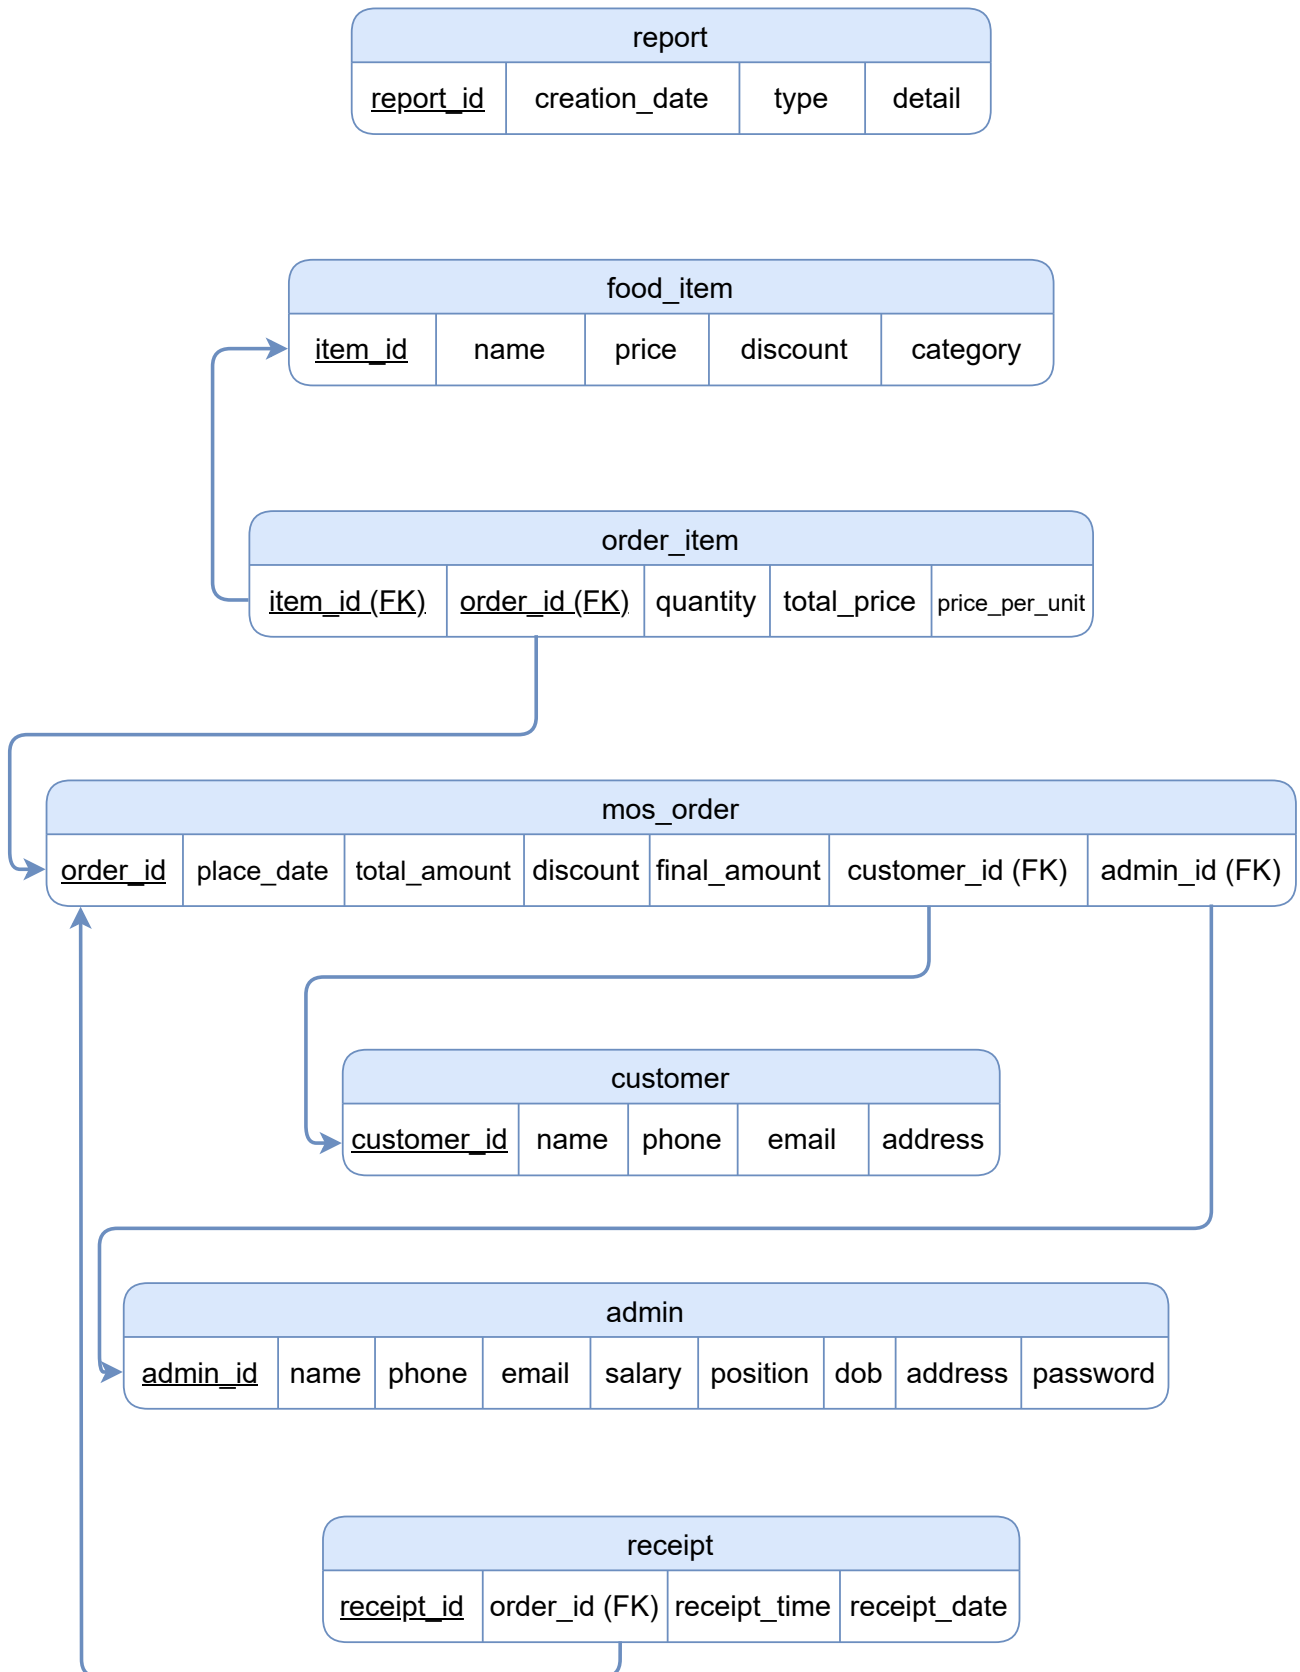 report
report_id creation_date type detail
food_item
item_id name price discount category
order_item
item_id (FK) order_id (FK) quantity total_price price_per_unit
mos_order
order_id place_date total_amount discount final_amount customer_id (FK) admin_id (FK)
customer
customer_id name phone email address
admin
admin_id name phone email salary position dob address password
receipt
receipt_id order_id (FK) receipt_time receipt_date